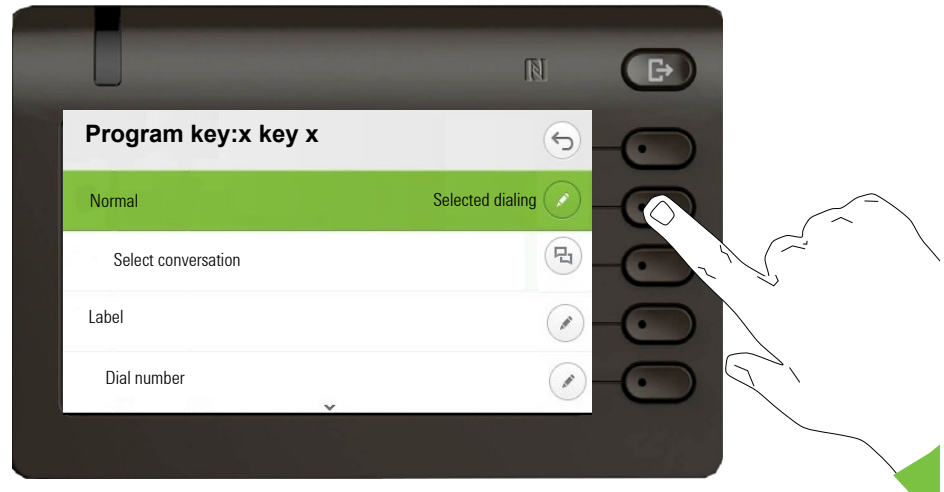 Program key:x key x
Normal Selected dialing
Select conversation
Label
Dial number